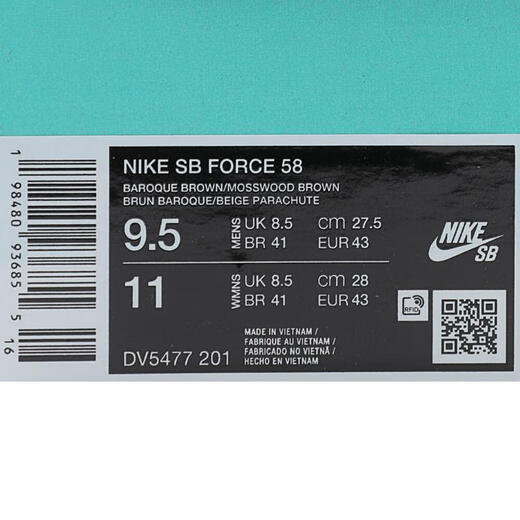 NIKE SB FORCE 58
BAROQUE BROWN/MOSSWOOD BROWN
BRUN BAROQUE/BEIGE PARACHUTE
9.5 MENS UK 8.5 cm 27.5
BR 41 EUR 43
11 WMNS UK 8.5 cm 28
BR 41 EUR 43
NIKE
SB
RFID
MADE IN VIETNAM /
FABRIQUE AU VIETNAM /
FABRICADO NO VIETNÃ /
HECHO EN VIETNAM
DV5477 201
1 98480 93685 5 16